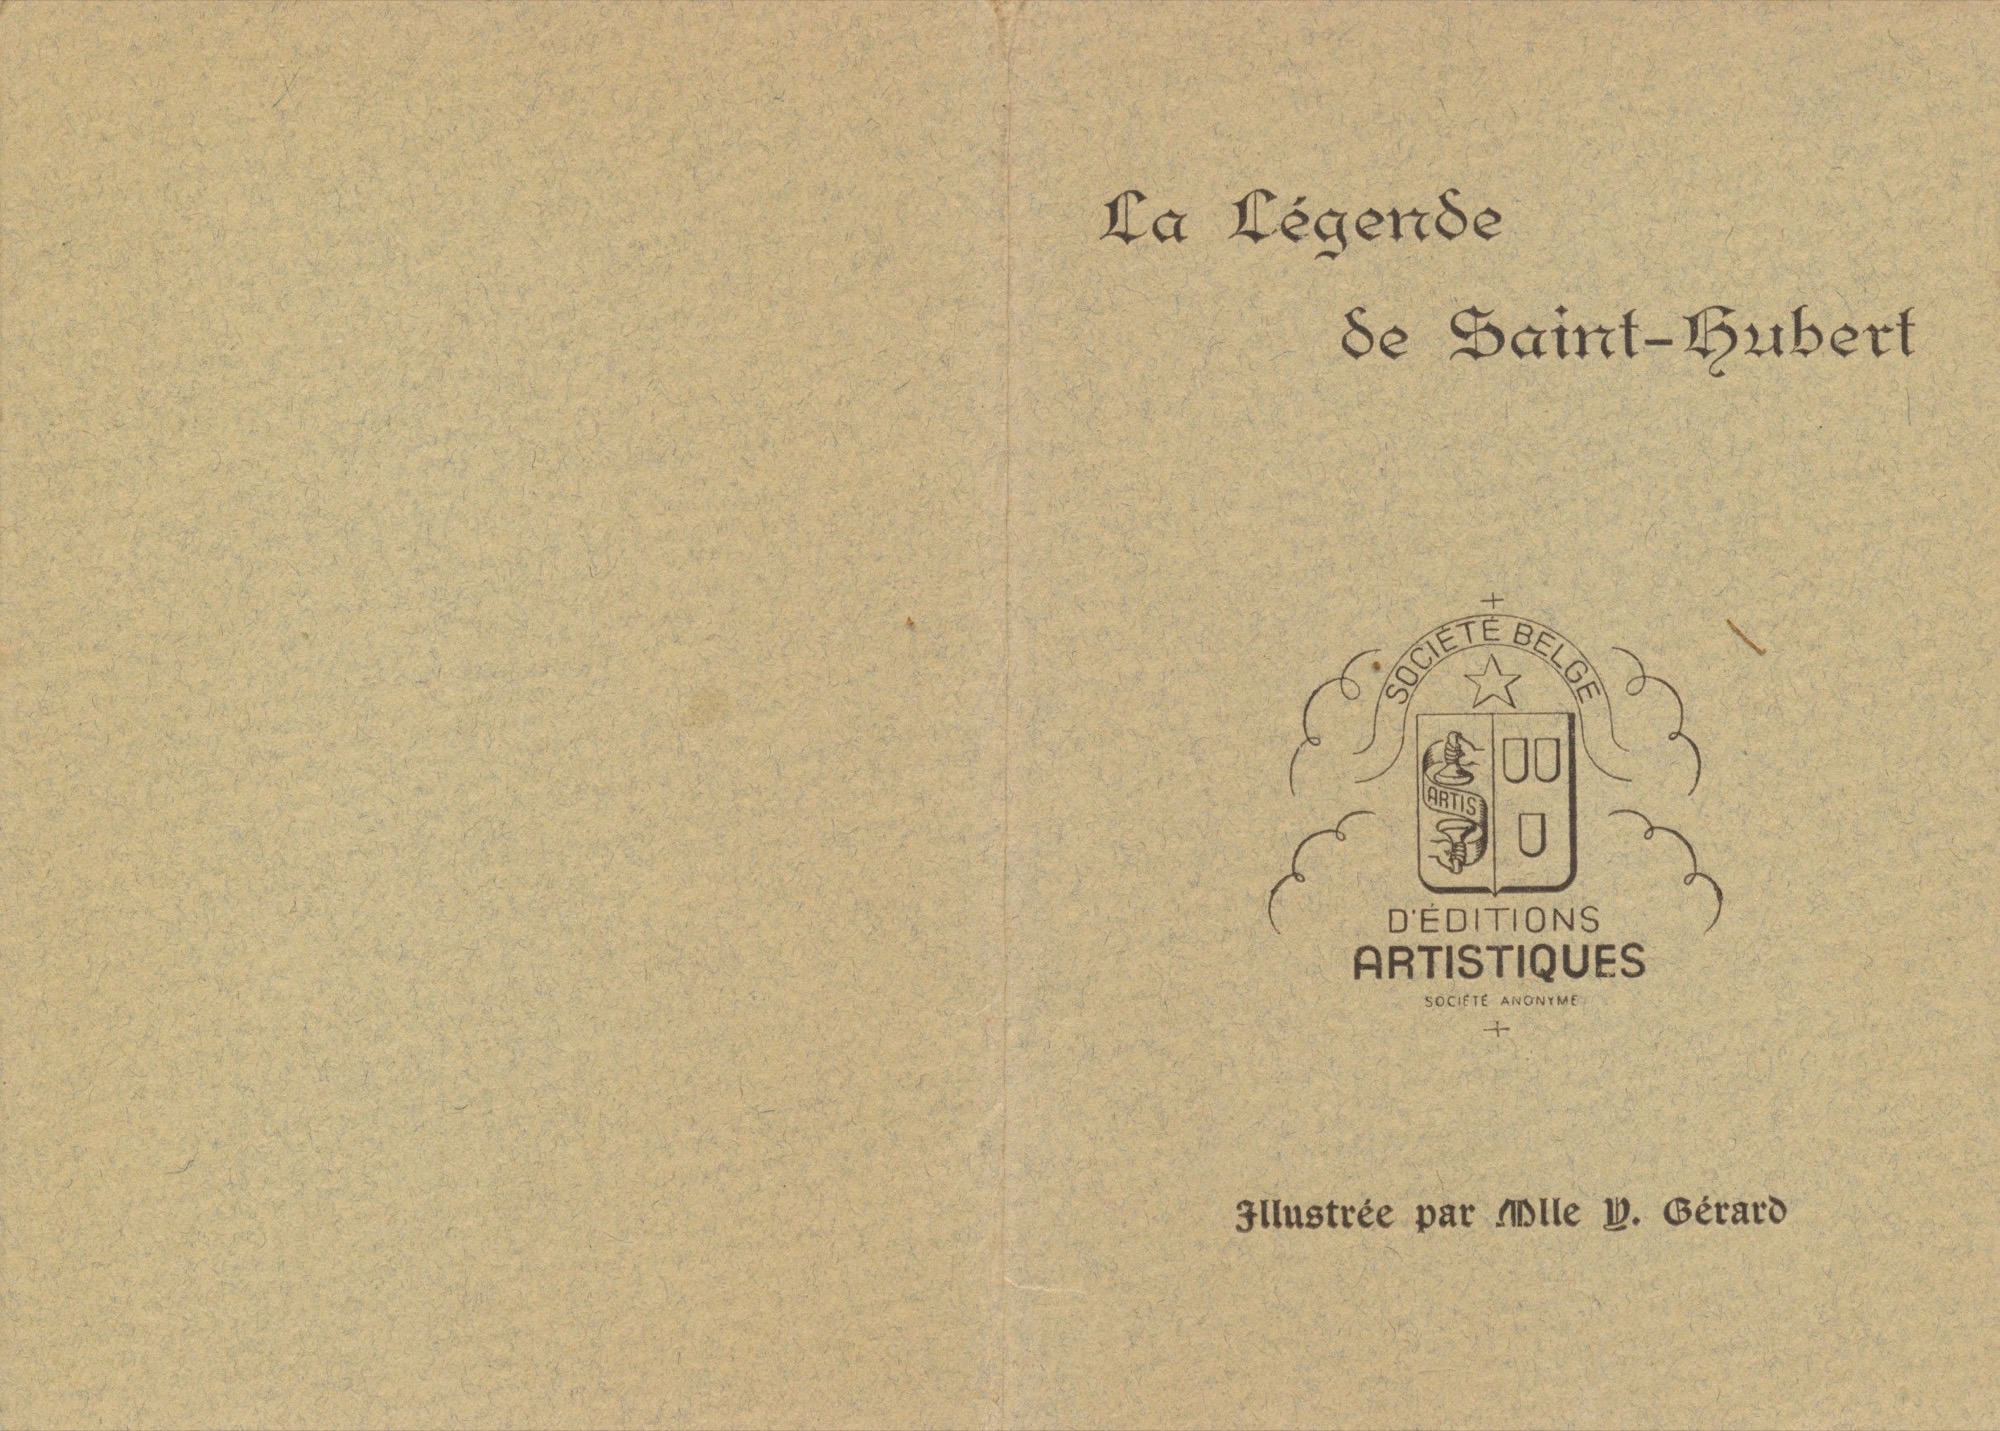 La Légende
de Saint-Hubert
SOCIÉTÉ BELGE
ARTIS
D'ÉDITIONS
ARTISTIQUES
SOCIÉTÉ ANONYME
Illustrée par Mlle Y. Gérard